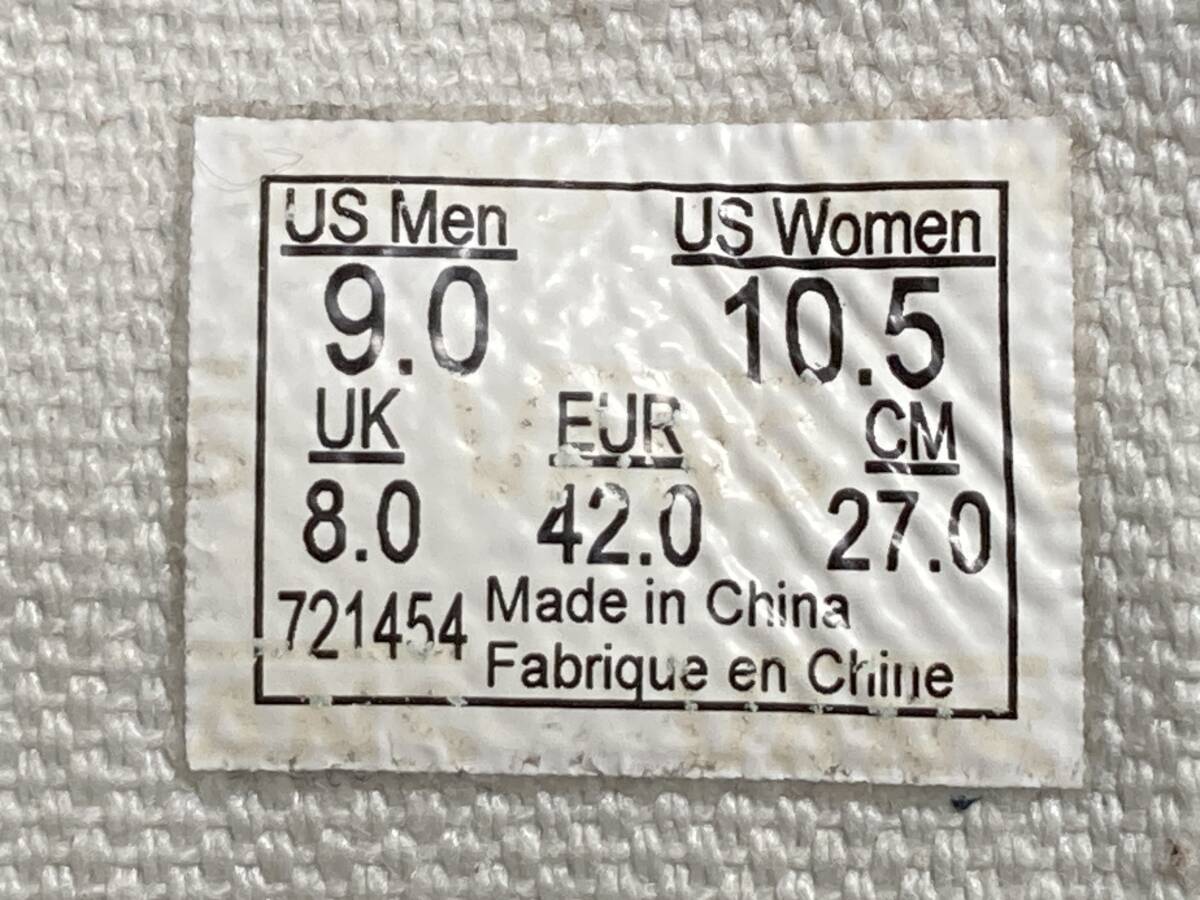 US Men US Women
9.0 10.5
UK EUR CM
8.0 42.0 27.0
721454 Made in China
Fabrique en Chine